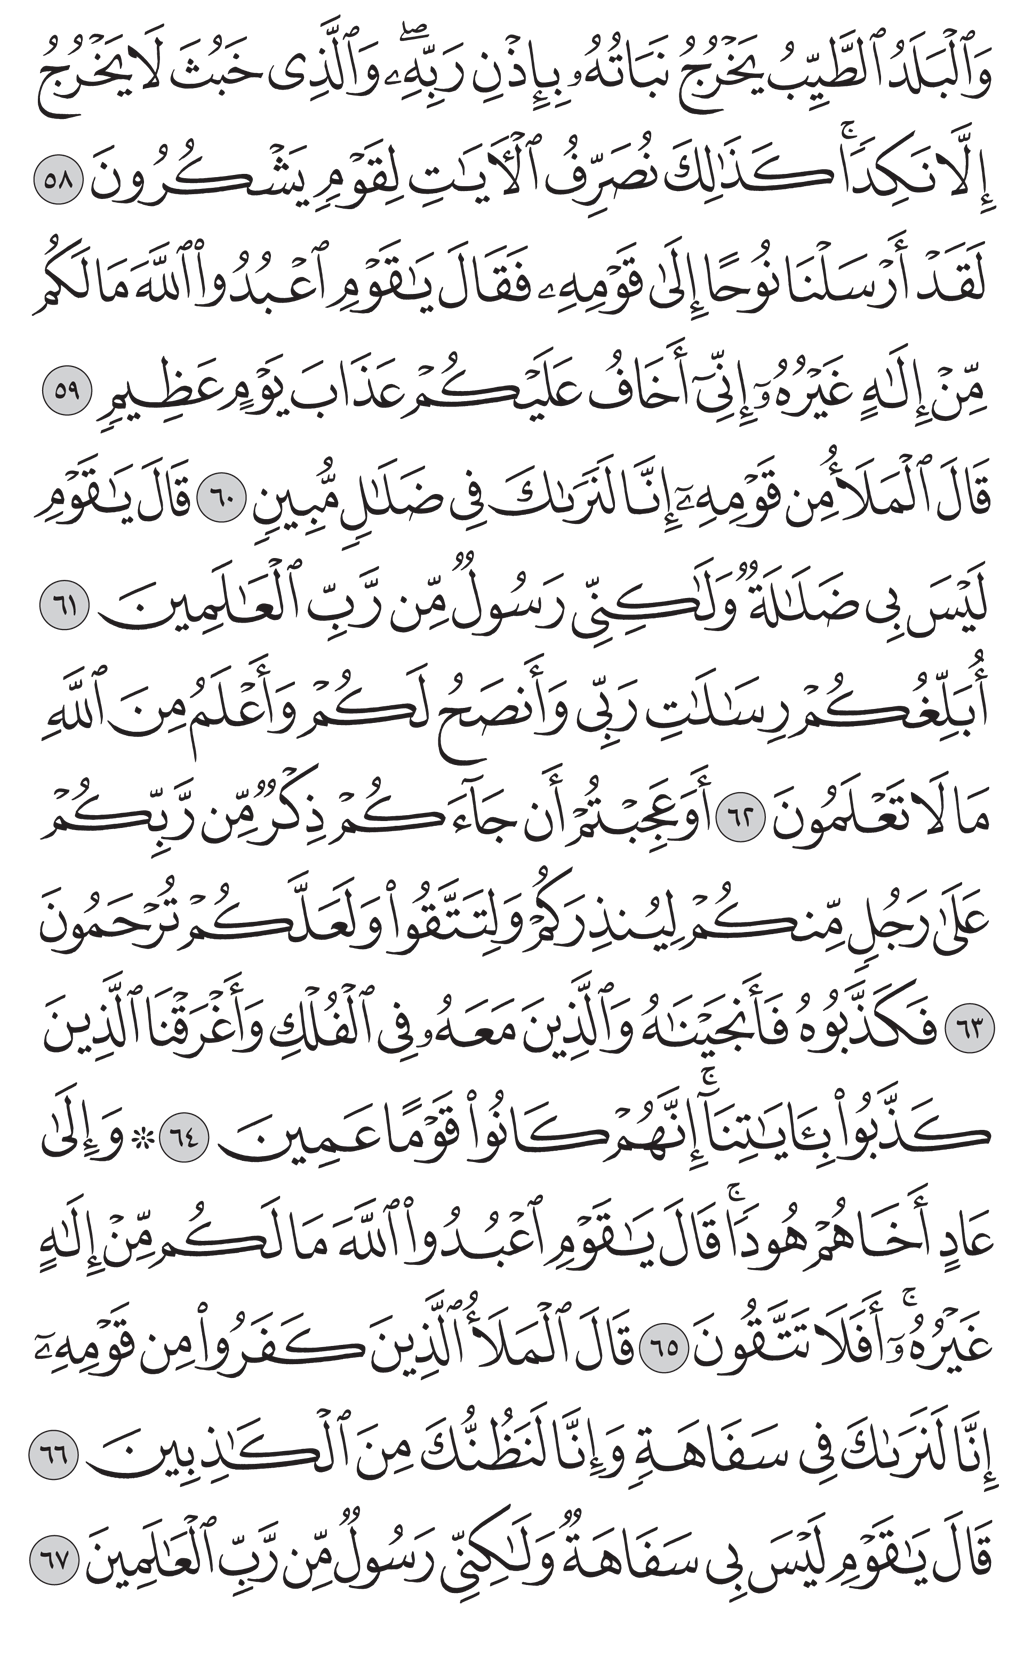 وَٱلۡبَلَدُ ٱلطَّيِّبُ يَخۡرُجُ نَبَاتُهُۥ بِإِذۡنِ رَبِّهِۦۖ وَٱلَّذِى خَبُثَ لَا يَخۡرُجُ
إِلَّا نَكِدٗاۚ كَذَٰلِكَ نُصَرِّفُ ٱلۡأٓيَٰتِ لِقَوۡمٖ يَشۡكُرُونَ ٥٨
لَقَدۡ أَرۡسَلۡنَا نُوحًا إِلَىٰ قَوۡمِهِۦ فَقَالَ يَٰقَوۡمِ ٱعۡبُدُواْ ٱللَّهَ مَا لَكُم
مِّنۡ إِلَٰهٍ غَيۡرُهُۥٓ إِنِّىٓ أَخَافُ عَلَيۡكُمۡ عَذَابَ يَوۡمٍ عَظِيمٖ ٥٩
قَالَ ٱلۡمَلَأُ مِن قَوۡمِهِۦٓ إِنَّا لَنَرَىٰكَ فِى ضَلَٰلٖ مُّبِينٖ ٦٠ قَالَ يَٰقَوۡمِ
لَيۡسَ بِى ضَلَٰلَةٞ وَلَٰكِنِّى رَسُولٞ مِّن رَّبِّ ٱلۡعَٰلَمِينَ ٦١
أُبَلِّغُكُمۡ رِسَٰلَٰتِ رَبِّى وَأَنصَحُ لَكُمۡ وَأَعۡلَمُ مِنَ ٱللَّهِ
مَا لَا تَعۡلَمُونَ ٦٢ أَوَعَجِبۡتُمۡ أَن جَآءَكُمۡ ذِكۡرٞ مِّن رَّبِّكُمۡ
عَلَىٰ رَجُلٖ مِّنكُمۡ لِيُنذِرَكُمۡ وَلِتَتَّقُواْ وَلَعَلَّكُمۡ تُرۡحَمُونَ
٦٣ فَكَذَّبُوهُ فَأَنجَيۡنَٰهُ وَٱلَّذِينَ مَعَهُۥ فِى ٱلۡفُلۡكِ وَأَغۡرَقۡنَا ٱلَّذِينَ
كَذَّبُواْ بِـَٔايَٰتِنَآۚ إِنَّهُمۡ كَانُواْ قَوۡمًا عَمِينَ ٦٤ ۞ وَإِلَىٰ
عَادٍ أَخَاهُمۡ هُودٗاۚ قَالَ يَٰقَوۡمِ ٱعۡبُدُواْ ٱللَّهَ مَا لَكُم مِّنۡ إِلَٰهٍ
غَيۡرُهُۥٓۚ أَفَلَا تَتَّقُونَ ٦٥ قَالَ ٱلۡمَلَأُ ٱلَّذِينَ كَفَرُواْ مِن قَوۡمِهِۦٓ
إِنَّا لَنَرَىٰكَ فِى سَفَاهَةٖ وَإِنَّا لَنَظُنُّكَ مِنَ ٱلۡكَٰذِبِينَ ٦٦
قَالَ يَٰقَوۡمِ لَيۡسَ بِى سَفَاهَةٞ وَلَٰكِنِّى رَسُولٞ مِّن رَّبِّ ٱلۡعَٰلَمِينَ ٦٧